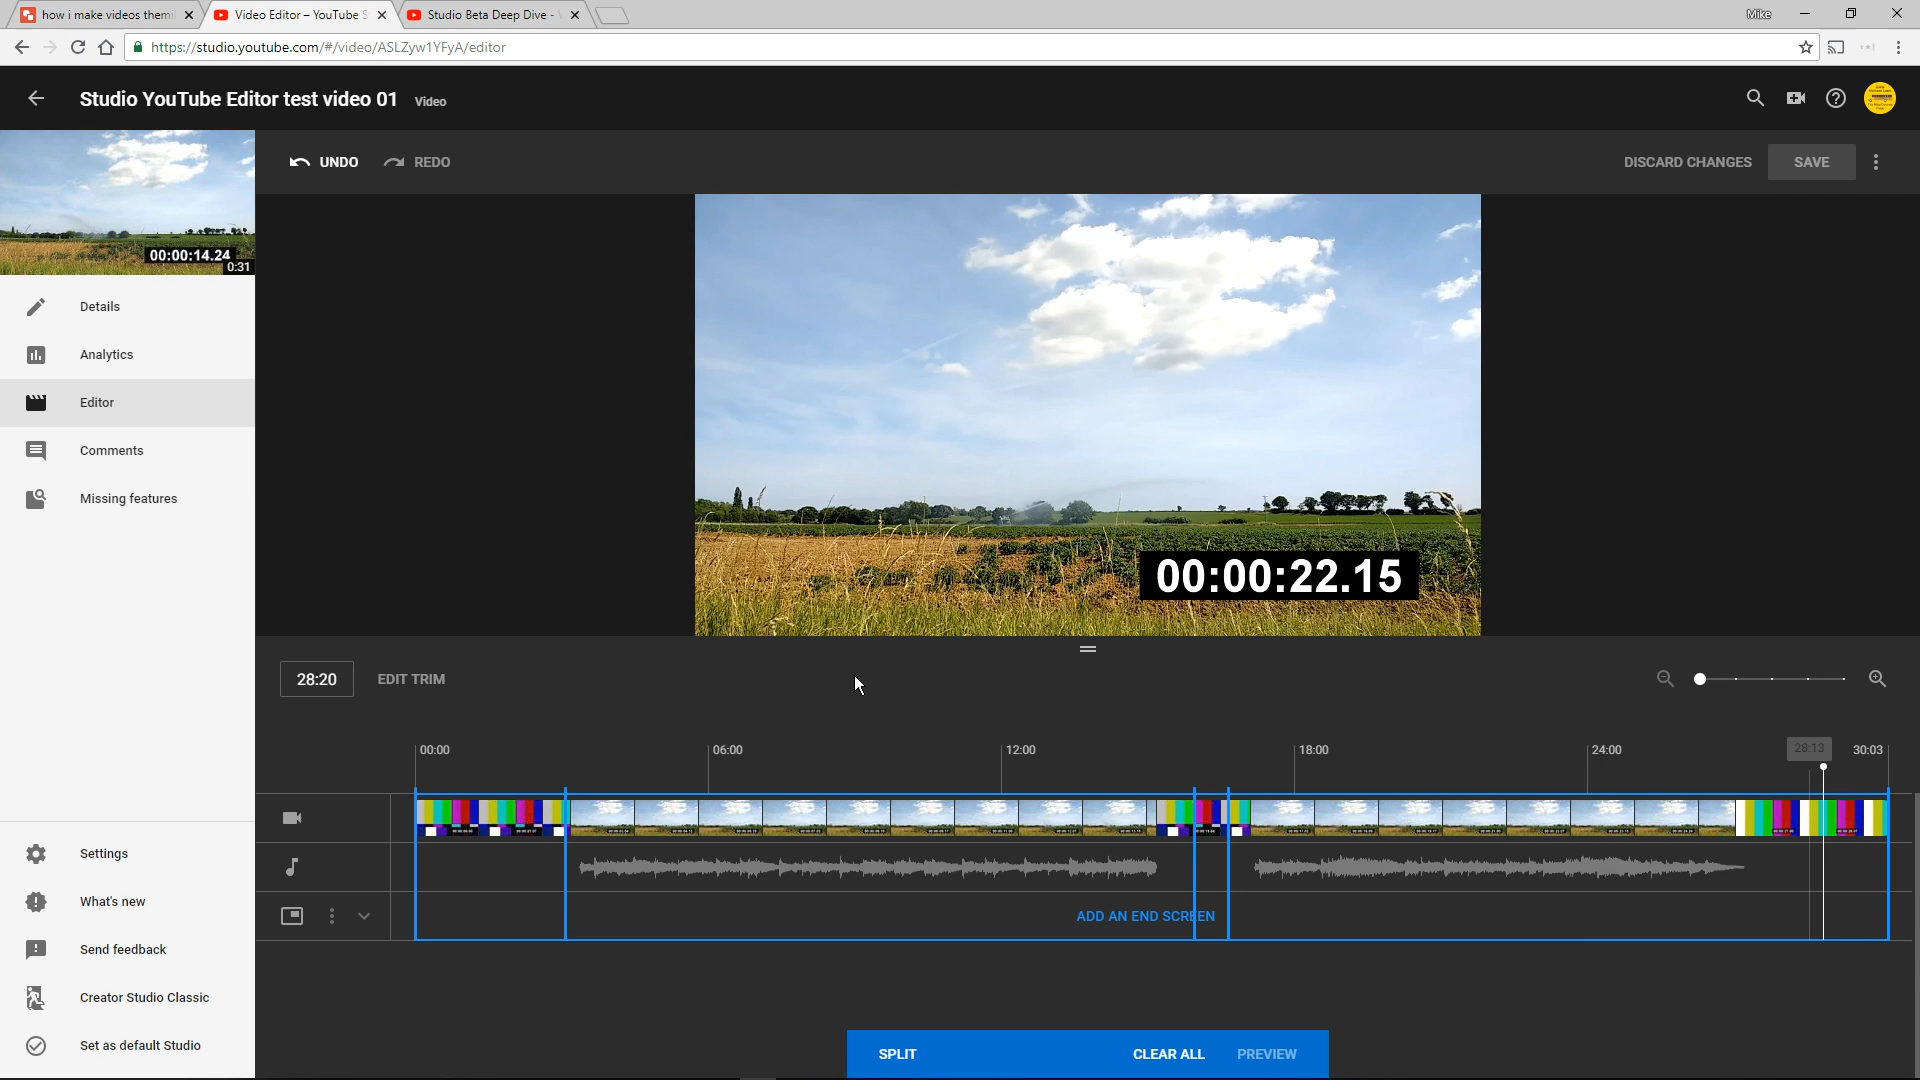 how i make videos themi
Video Editor – YouTube S
Studio Beta Deep Dive -
Mike
https://studio.youtube.com/#/video/ASLZyw1YFyA/editor
Studio YouTube Editor test video 01 Video
00:00:14.24
0:31
UNDO REDO
DISCARD CHANGES SAVE
Details
Analytics
Editor
Comments
Missing features
00:00:22.15
28:20 EDIT TRIM
00:00 06:00 12:00 18:00 24:00 28:13 30:03
ADD AN END SCREEN
Settings
What's new
Send feedback
Creator Studio Classic
Set as default Studio
SPLIT CLEAR ALL PREVIEW